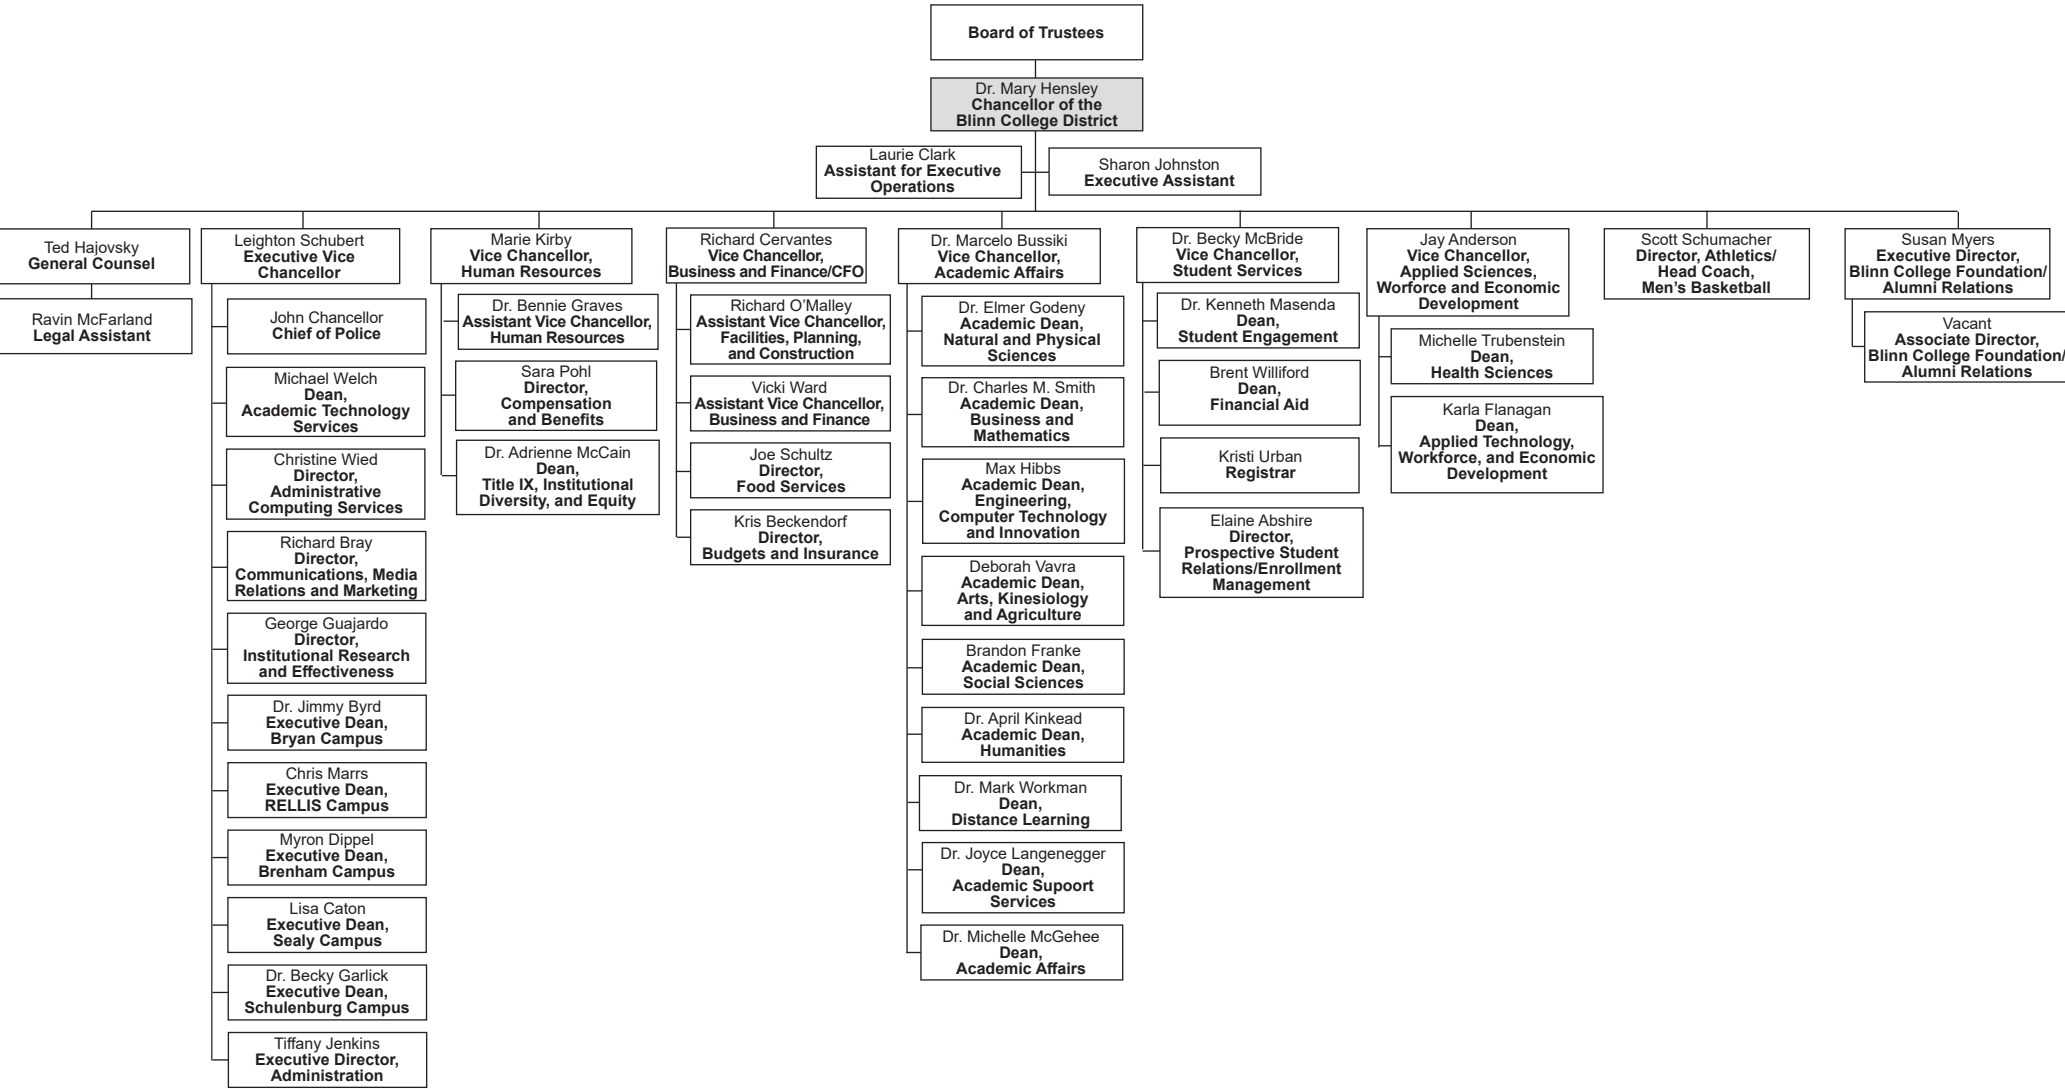 Board of Trustees
Dr. Mary Hensley
Chancellor of the
Blinn College District
Laurie Clark
Assistant for Executive
Operations
Sharon Johnston
Executive Assistant
Ted Hajovsky
General Counsel
Ravin McFarland
Legal Assistant
Leighton Schubert
Executive Vice
Chancellor
John Chancellor
Chief of Police
Michael Welch
Dean,
Academic Technology
Services
Christine Wied
Director,
Administrative
Computing Services
Richard Bray
Director,
Communications, Media
Relations and Marketing
George Guajardo
Director,
Institutional Research
and Effectiveness
Dr. Jimmy Byrd
Executive Dean,
Bryan Campus
Chris Marrs
Executive Dean,
RELLIS Campus
Myron Dippel
Executive Dean,
Brenham Campus
Lisa Caton
Executive Dean,
Sealy Campus
Dr. Becky Garlick
Executive Dean,
Schulenburg Campus
Tiffany Jenkins
Executive Director,
Administration
Marie Kirby
Vice Chancellor,
Human Resources
Dr. Bennie Graves
Assistant Vice Chancellor,
Human Resources
Sara Pohl
Director,
Compensation
and Benefits
Dr. Adrienne McCain
Dean,
Title IX, Institutional
Diversity, and Equity
Richard Cervantes
Vice Chancellor,
Business and Finance/CFO
Richard O’Malley
Assistant Vice Chancellor,
Facilities, Planning,
and Construction
Vicki Ward
Assistant Vice Chancellor,
Business and Finance
Joe Schultz
Director,
Food Services
Kris Beckendorf
Director,
Budgets and Insurance
Dr. Marcelo Bussiki
Vice Chancellor,
Academic Affairs
Dr. Elmer Godeny
Academic Dean,
Natural and Physical
Sciences
Dr. Charles M. Smith
Academic Dean,
Business and
Mathematics
Max Hibbs
Academic Dean,
Engineering,
Computer Technology
and Innovation
Deborah Vavra
Academic Dean,
Arts, Kinesiology
and Agriculture
Brandon Franke
Academic Dean,
Social Sciences
Dr. April Kinkead
Academic Dean,
Humanities
Dr. Mark Workman
Dean,
Distance Learning
Dr. Joyce Langenegger
Dean,
Academic Supoort
Services
Dr. Michelle McGehee
Dean,
Academic Affairs
Dr. Becky McBride
Vice Chancellor,
Student Services
Dr. Kenneth Masenda
Dean,
Student Engagement
Brent Williford
Dean,
Financial Aid
Kristi Urban
Registrar
Elaine Abshire
Director,
Prospective Student
Relations/Enrollment
Management
Jay Anderson
Vice Chancellor,
Applied Sciences,
Worforce and Economic
Development
Michelle Trubenstein
Dean,
Health Sciences
Karla Flanagan
Dean,
Applied Technology,
Workforce, and Economic
Development
Scott Schumacher
Director, Athletics/
Head Coach,
Men’s Basketball
Susan Myers
Executive Director,
Blinn College Foundation/
Alumni Relations
Vacant
Associate Director,
Blinn College Foundation/
Alumni Relations